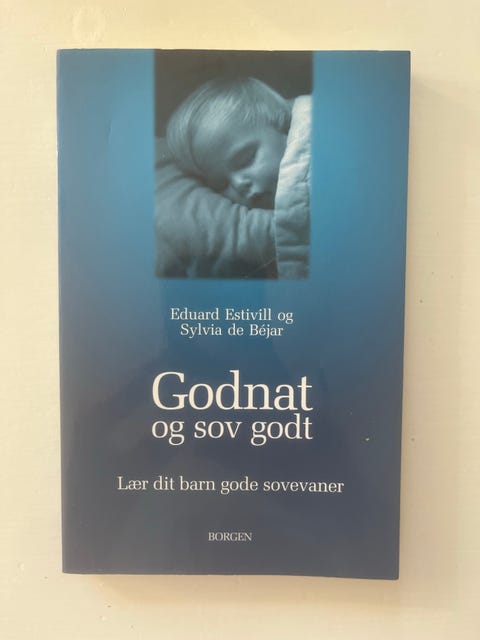 Eduard Estivill og
Sylvia de Béjar
Godnat
og sov godt
Lær dit barn gode sovevaner
BORGEN